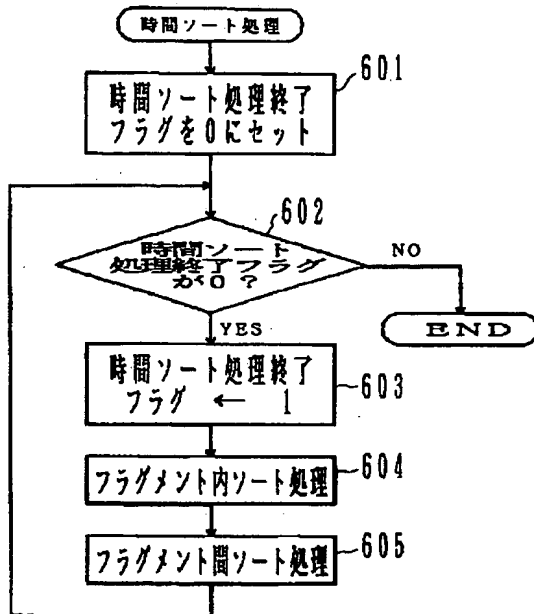 時間ソート処理
601
時間ソート処理終了
フラグを0にセット
602
時間ソート
処理終了フラグ
が0?
NO
END
YES
時間ソート処理終了
フラグ ← 1
603
フラグメント内ソート処理
604
フラグメント間ソート処理
605